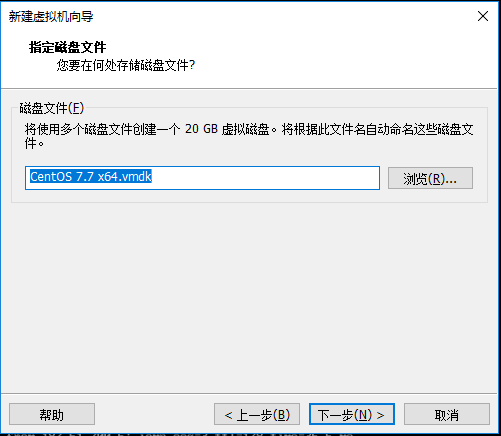 新建虚拟机向导
指定磁盘文件
您要在何处存储磁盘文件?
磁盘文件(F)
将使用多个磁盘文件创建一个 20 GB 虚拟磁盘。将根据此文件名自动命名这些磁盘文
件。
CentOS 7.7 x64.vmdk
浏览(R)...
帮助
< 上一步(B)
下一步(N) >
取消